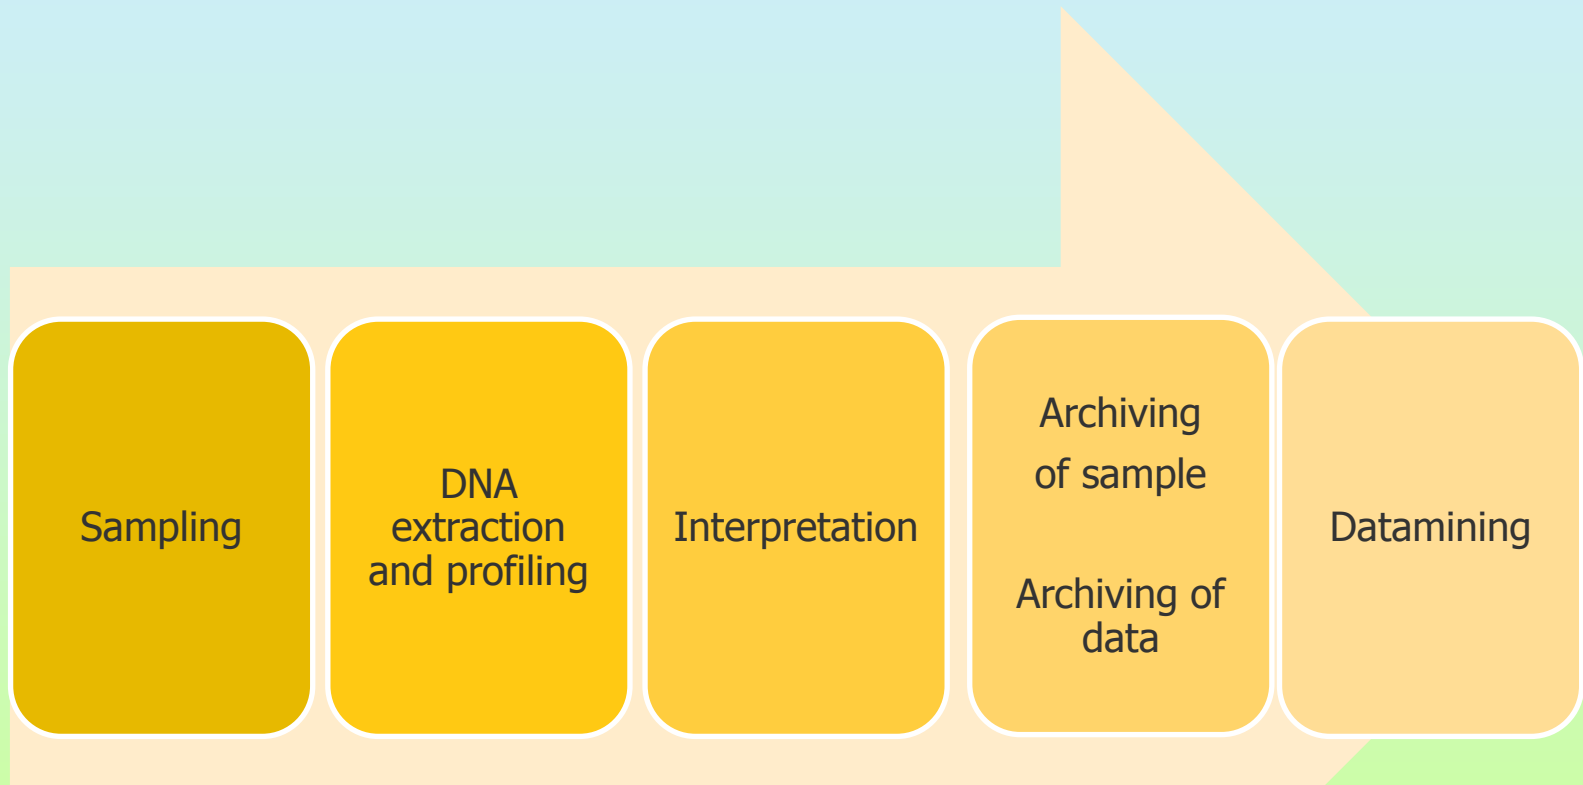 Sampling
DNA
extraction
and profiling
Interpretation
Archiving
of sample
Archiving of
data
Datamining